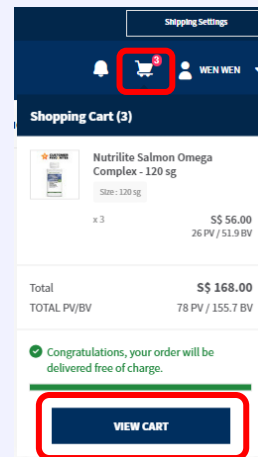 Shipping Settings
3
WEN WEN
Shopping Cart (3)
Nutrilite Salmon Omega
Complex - 120 sg
Size : 120 sg
x 3
S$ 56.00
26 PV / 51.9 BV
Total
S$ 168.00
TOTAL PV/BV
78 PV / 155.7 BV
Congratulations, your order will be
delivered free of charge.
VIEW CART